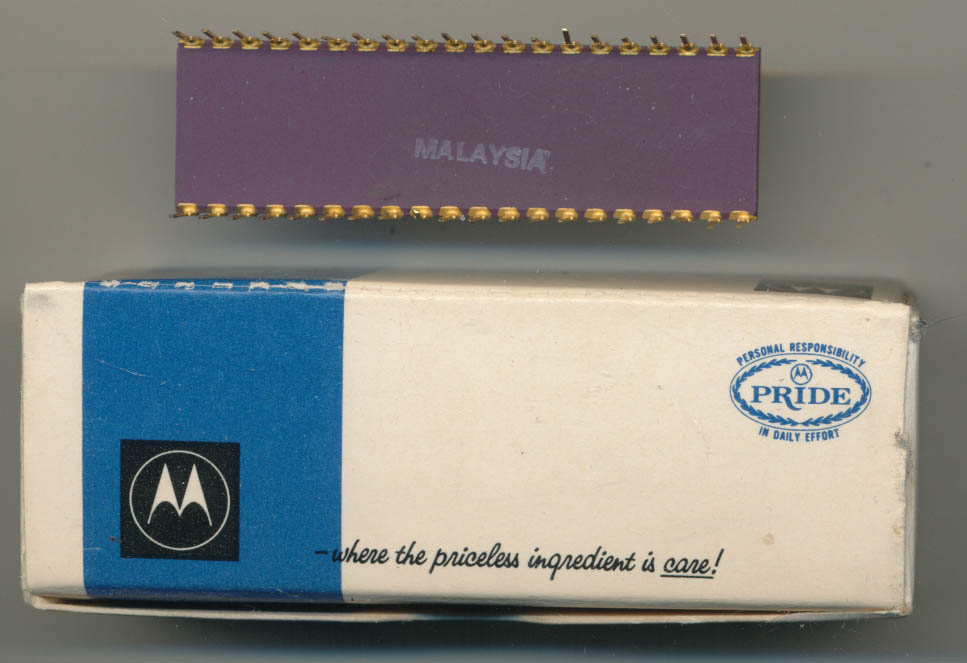 MALAYSIA
PERSONAL RESPONSIBILITY
PRIDE
IN DAILY EFFORT
–where the priceless ingredient is care!